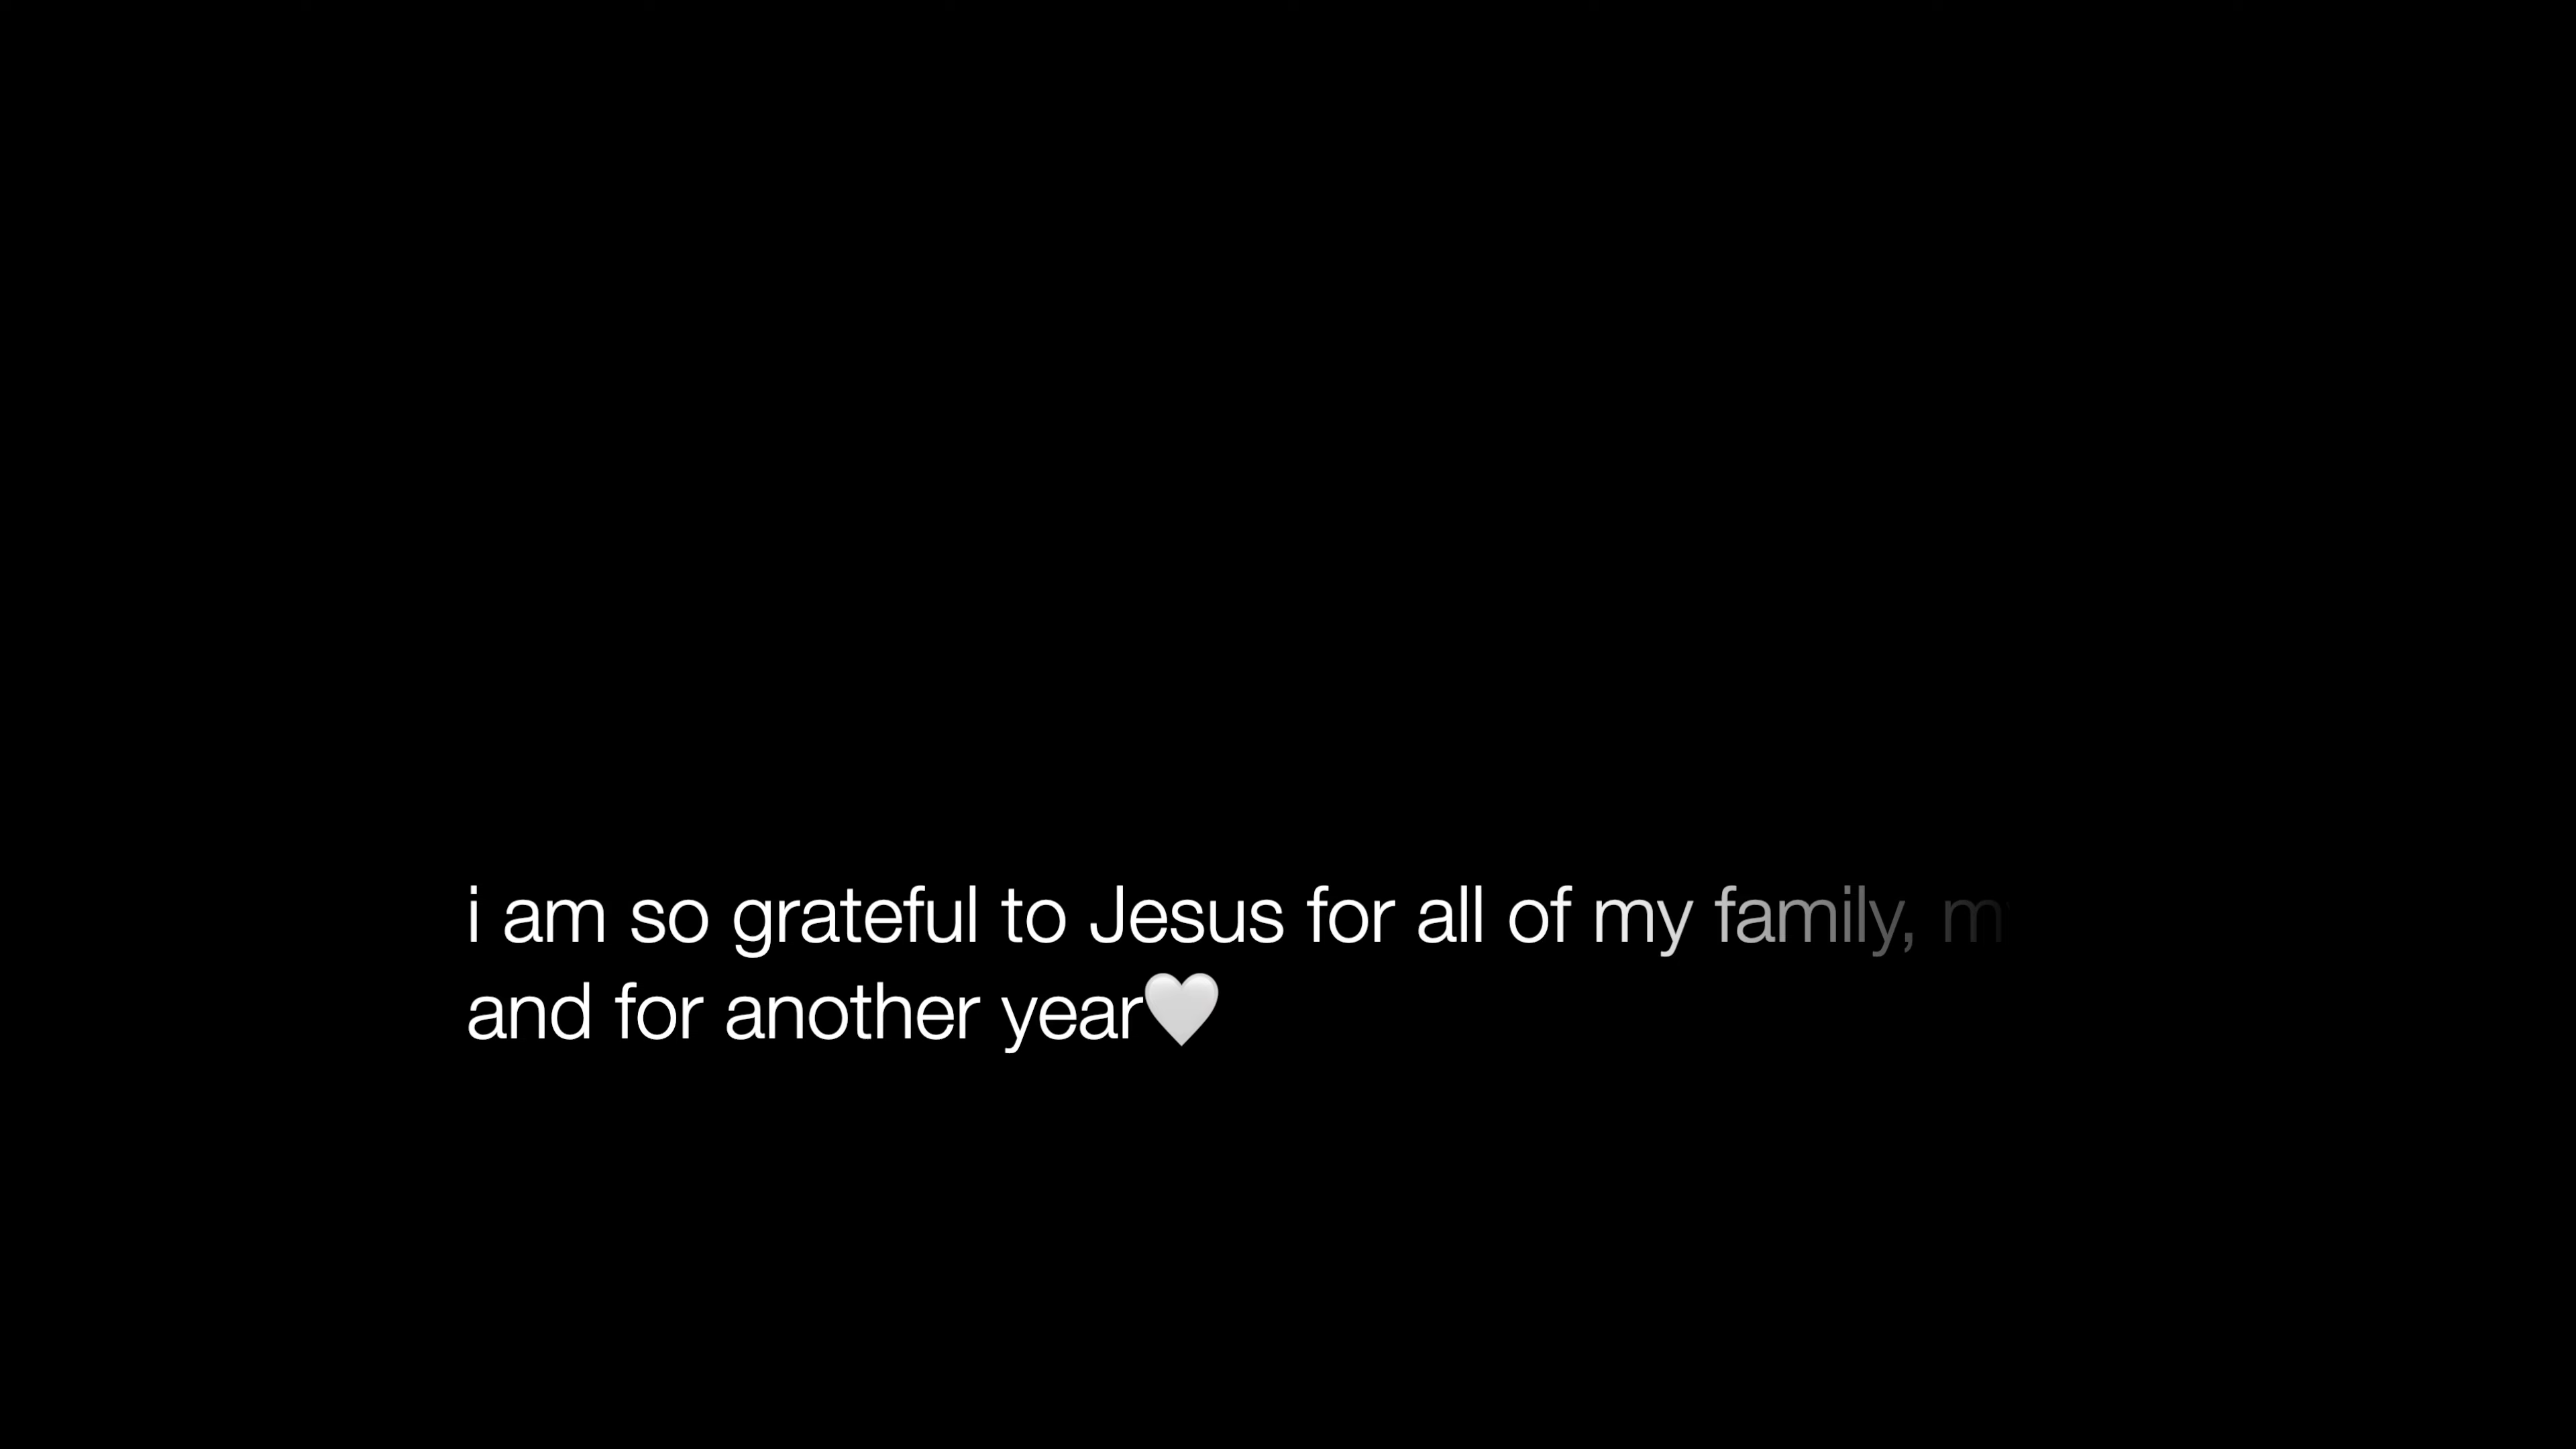 i am so grateful to Jesus for all of my family,
and for another year🤍